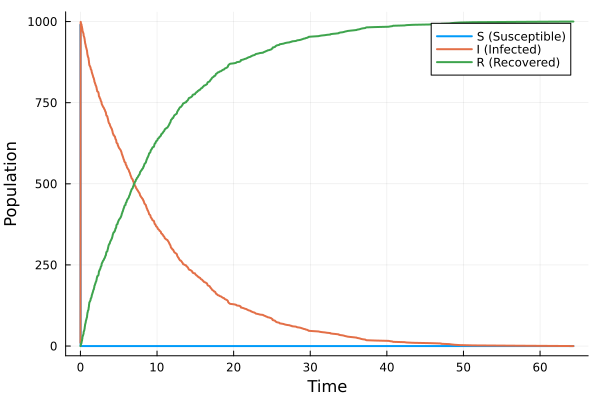 1000
750
500
250
0
Population
0 10 20 30 40 50 60
Time
S (Susceptible)
I (Infected)
R (Recovered)